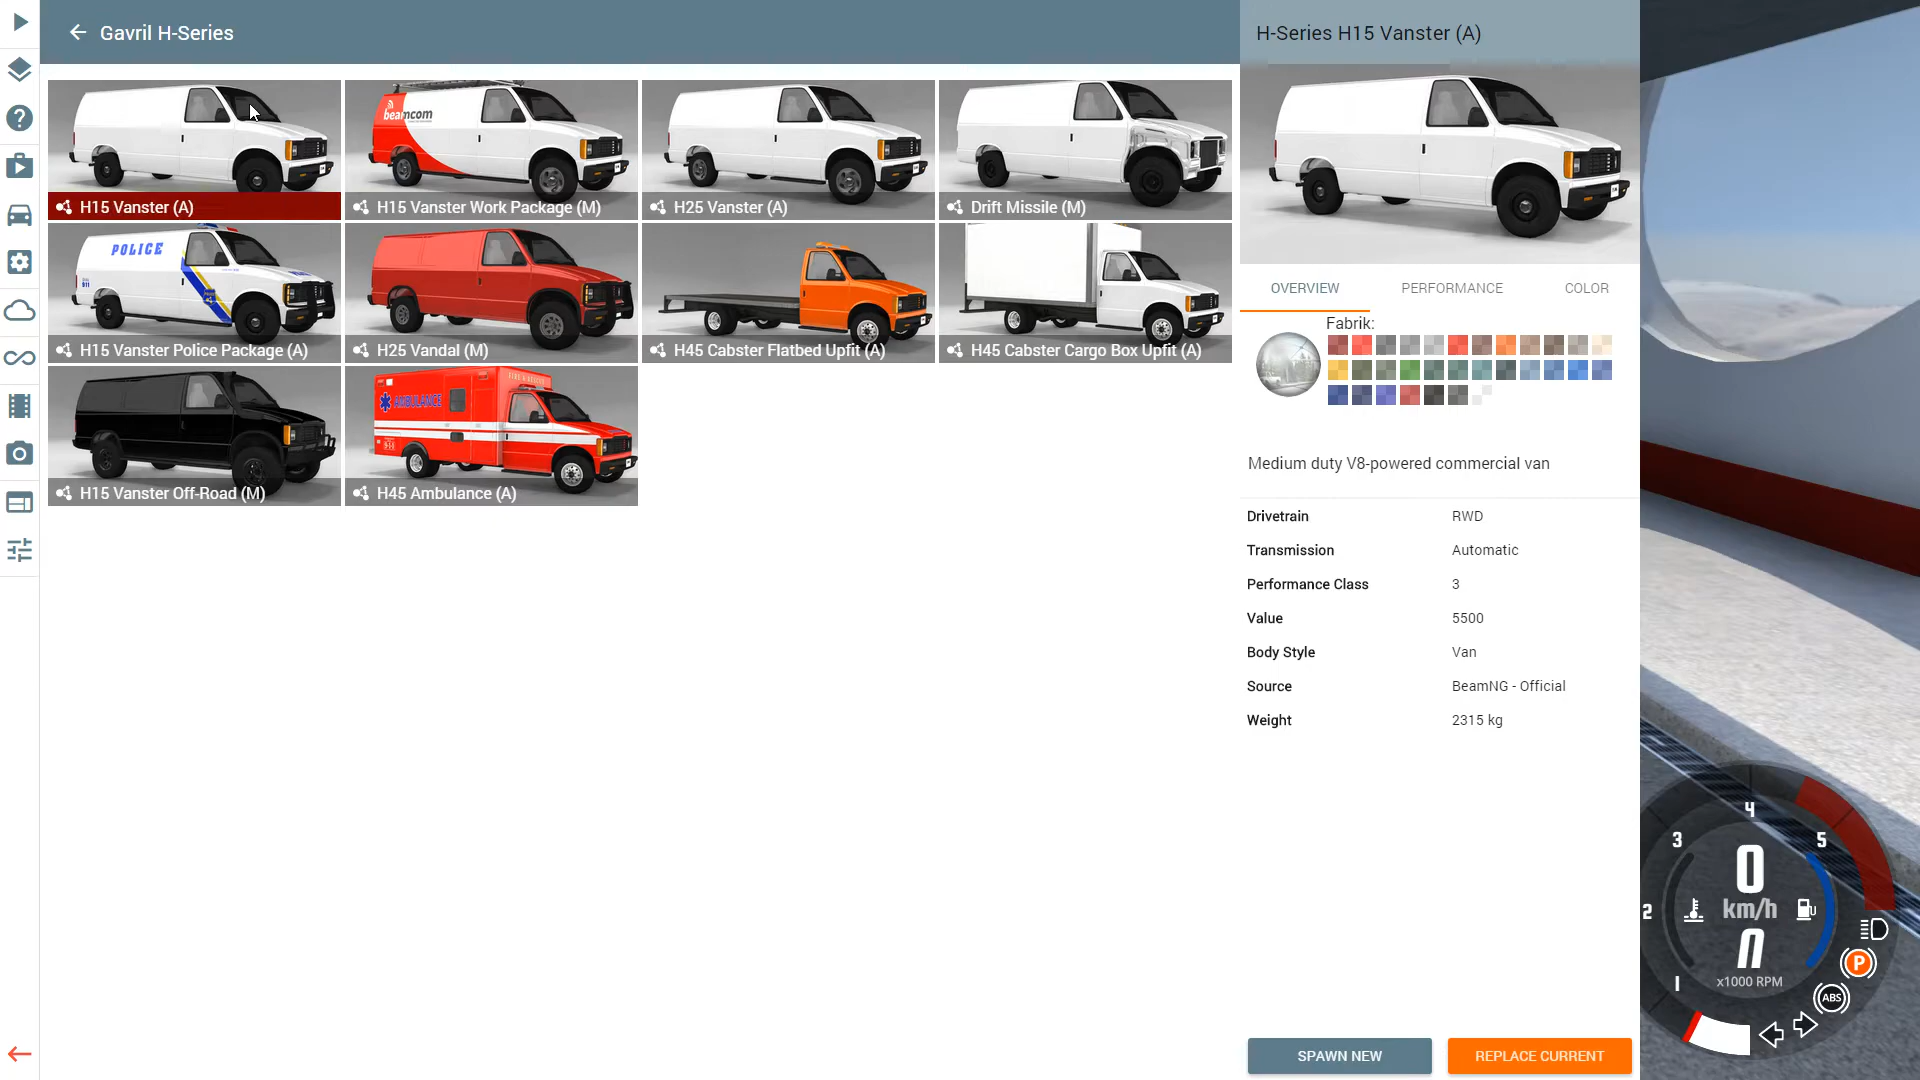 Gavril H-Series
H-Series H15 Vanster (A)
beamcom
H15 Vanster (A)
H15 Vanster Work Package (M)
H25 Vanster (A)
Drift Missile (M)
POLICE
911
H15 Vanster Police Package (A)
H25 Vandal (M)
H45 Cabster Flatbed Upfit (A)
H45 Cabster Cargo Box Upfit (A)
FIRE & RESCUE
AMBULANCE
911
H15 Vanster Off-Road (M)
H45 Ambulance (A)
OVERVIEW
PERFORMANCE
COLOR
Fabrik:
Medium duty V8-powered commercial van
Drivetrain RWD
Transmission Automatic
Performance Class 3
Value 5500
Body Style Van
Source BeamNG - Official
Weight 2315 kg
SPAWN NEW
REPLACE CURRENT
1
2
3
4
5
0
km/h
n
x1000 RPM
P
ABS